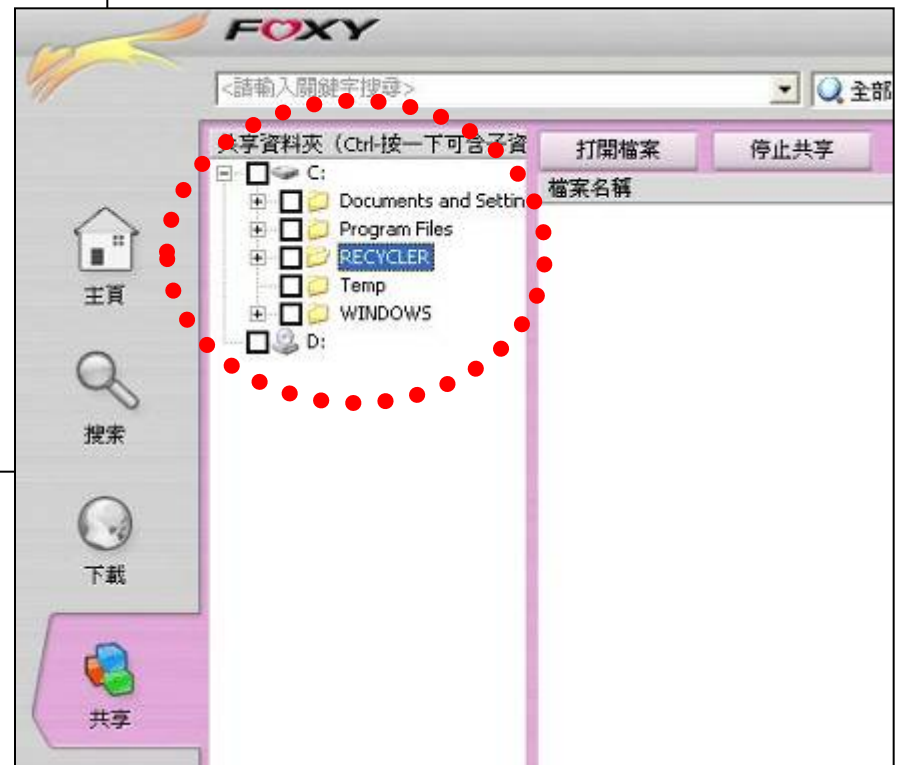 FOXY
<請輸入關鍵字搜尋>
全部
共享資料夾 (Ctrl-按一下可含子資
打開檔案
停止共享
檔案名稱
C:
Documents and Settin
Program Files
RECYCLER
Temp
WINDOWS
D:
主頁
搜索
下載
共享